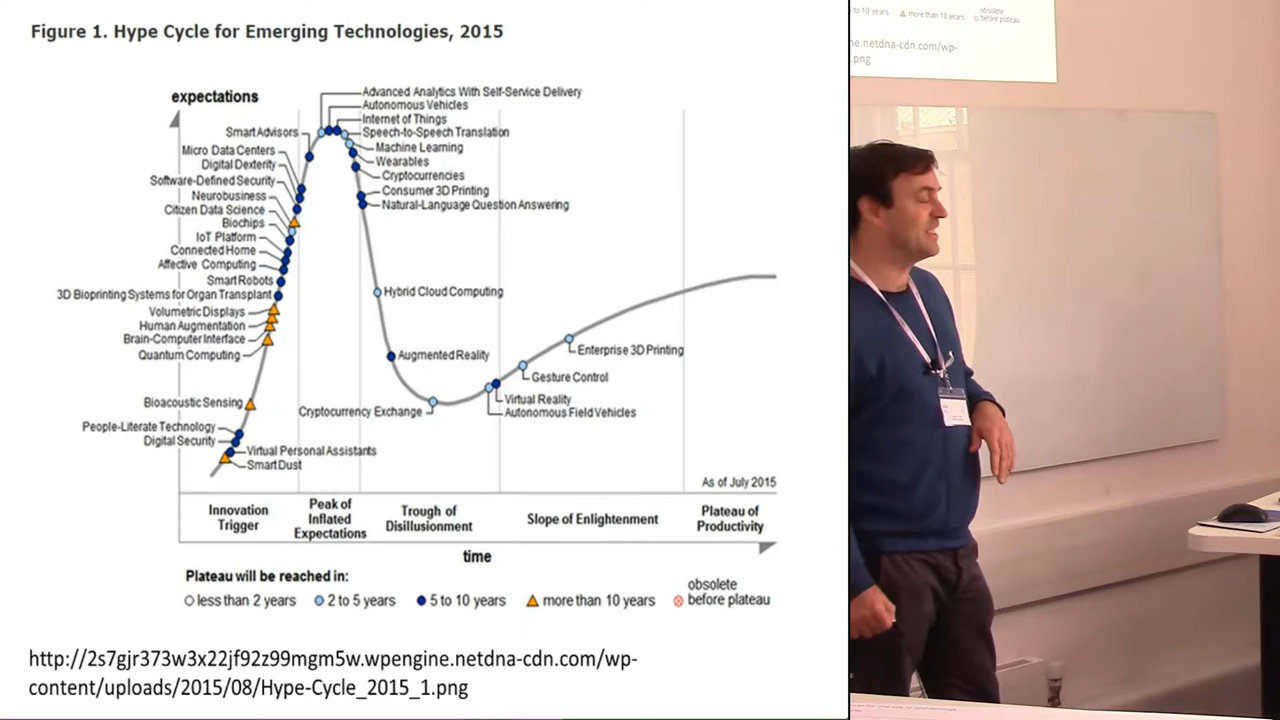 Figure 1. Hype Cycle for Emerging Technologies, 2015
expectations
Advanced Analytics With Self-Service Delivery
Autonomous Vehicles
Internet of Things
Smart Advisors
Speech-to-Speech Translation
Machine Learning
Micro Data Centers
Wearables
Digital Dexterity
Cryptocurrencies
Software-Defined Security
Consumer 3D Printing
Neurobusiness
Natural-Language Question Answering
Citizen Data Science
Biochips
IoT Platform
Connected Home
Affective Computing
Smart Robots
Hybrid Cloud Computing
3D Bioprinting Systems for Organ Transplant
Volumetric Displays
Human Augmentation
Brain-Computer Interface
Quantum Computing
Augmented Reality
Enterprise 3D Printing
Gesture Control
Bioacoustic Sensing
Cryptocurrency Exchange
Virtual Reality
Autonomous Field Vehicles
People-Literate Technology
Digital Security
Virtual Personal Assistants
Smart Dust
As of July 2015
Innovation
Trigger
Peak of
Inflated
Expectations
Trough of
Disillusionment
Slope of Enlightenment
Plateau of
Productivity
time
Plateau will be reached in:
less than 2 years
2 to 5 years
5 to 10 years
more than 10 years
obsolete
before plateau
http://2s7gjr373w3x22jf92z99mgm5w.wpengine.netdna-cdn.com/wp-
content/uploads/2015/08/Hype-Cycle_2015_1.png
to 10 years
more than 10 years
obsolete
before plateau
ne.netdna-cdn.com/wp-
.png